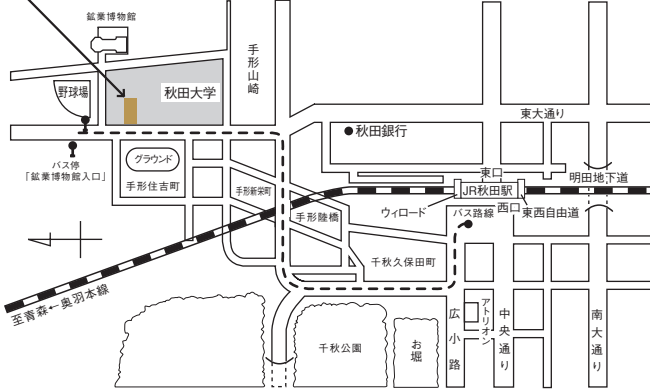 鉱業博物館
手形山崎
野球場
秋田大学
東大通り
秋田銀行
バス停
「鉱業博物館入口」
グラウンド
手形住吉町
手形新栄町
東口
明田地下道
JR秋田駅
手形陸橋
ウィロード
西口
東西自由道
バス路線
千秋久保田町
至青森←奥羽本線
千秋公園
お堀
広小路
アトリオン
中央通り
南大通り